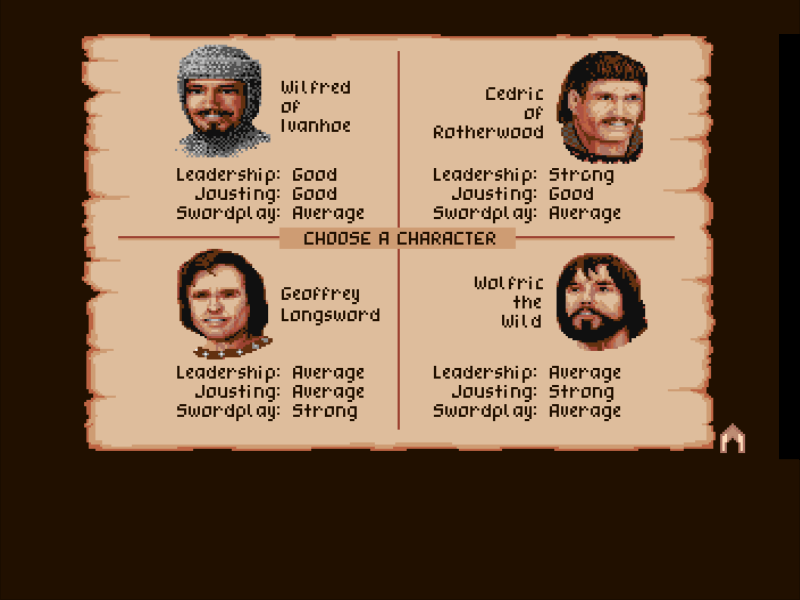 Wilfred
of
Ivanhoe
Leadership: Good
Jousting: Good
Swordplay: Average
Cedric
of
Rotherwood
Leadership: Strong
Jousting: Good
Swordplay: Average
CHOOSE A CHARACTER
Geoffrey
Longsword
Leadership: Average
Jousting: Average
Swordplay: Strong
Wolfric
the
Wild
Leadership: Average
Jousting: Strong
Swordplay: Average